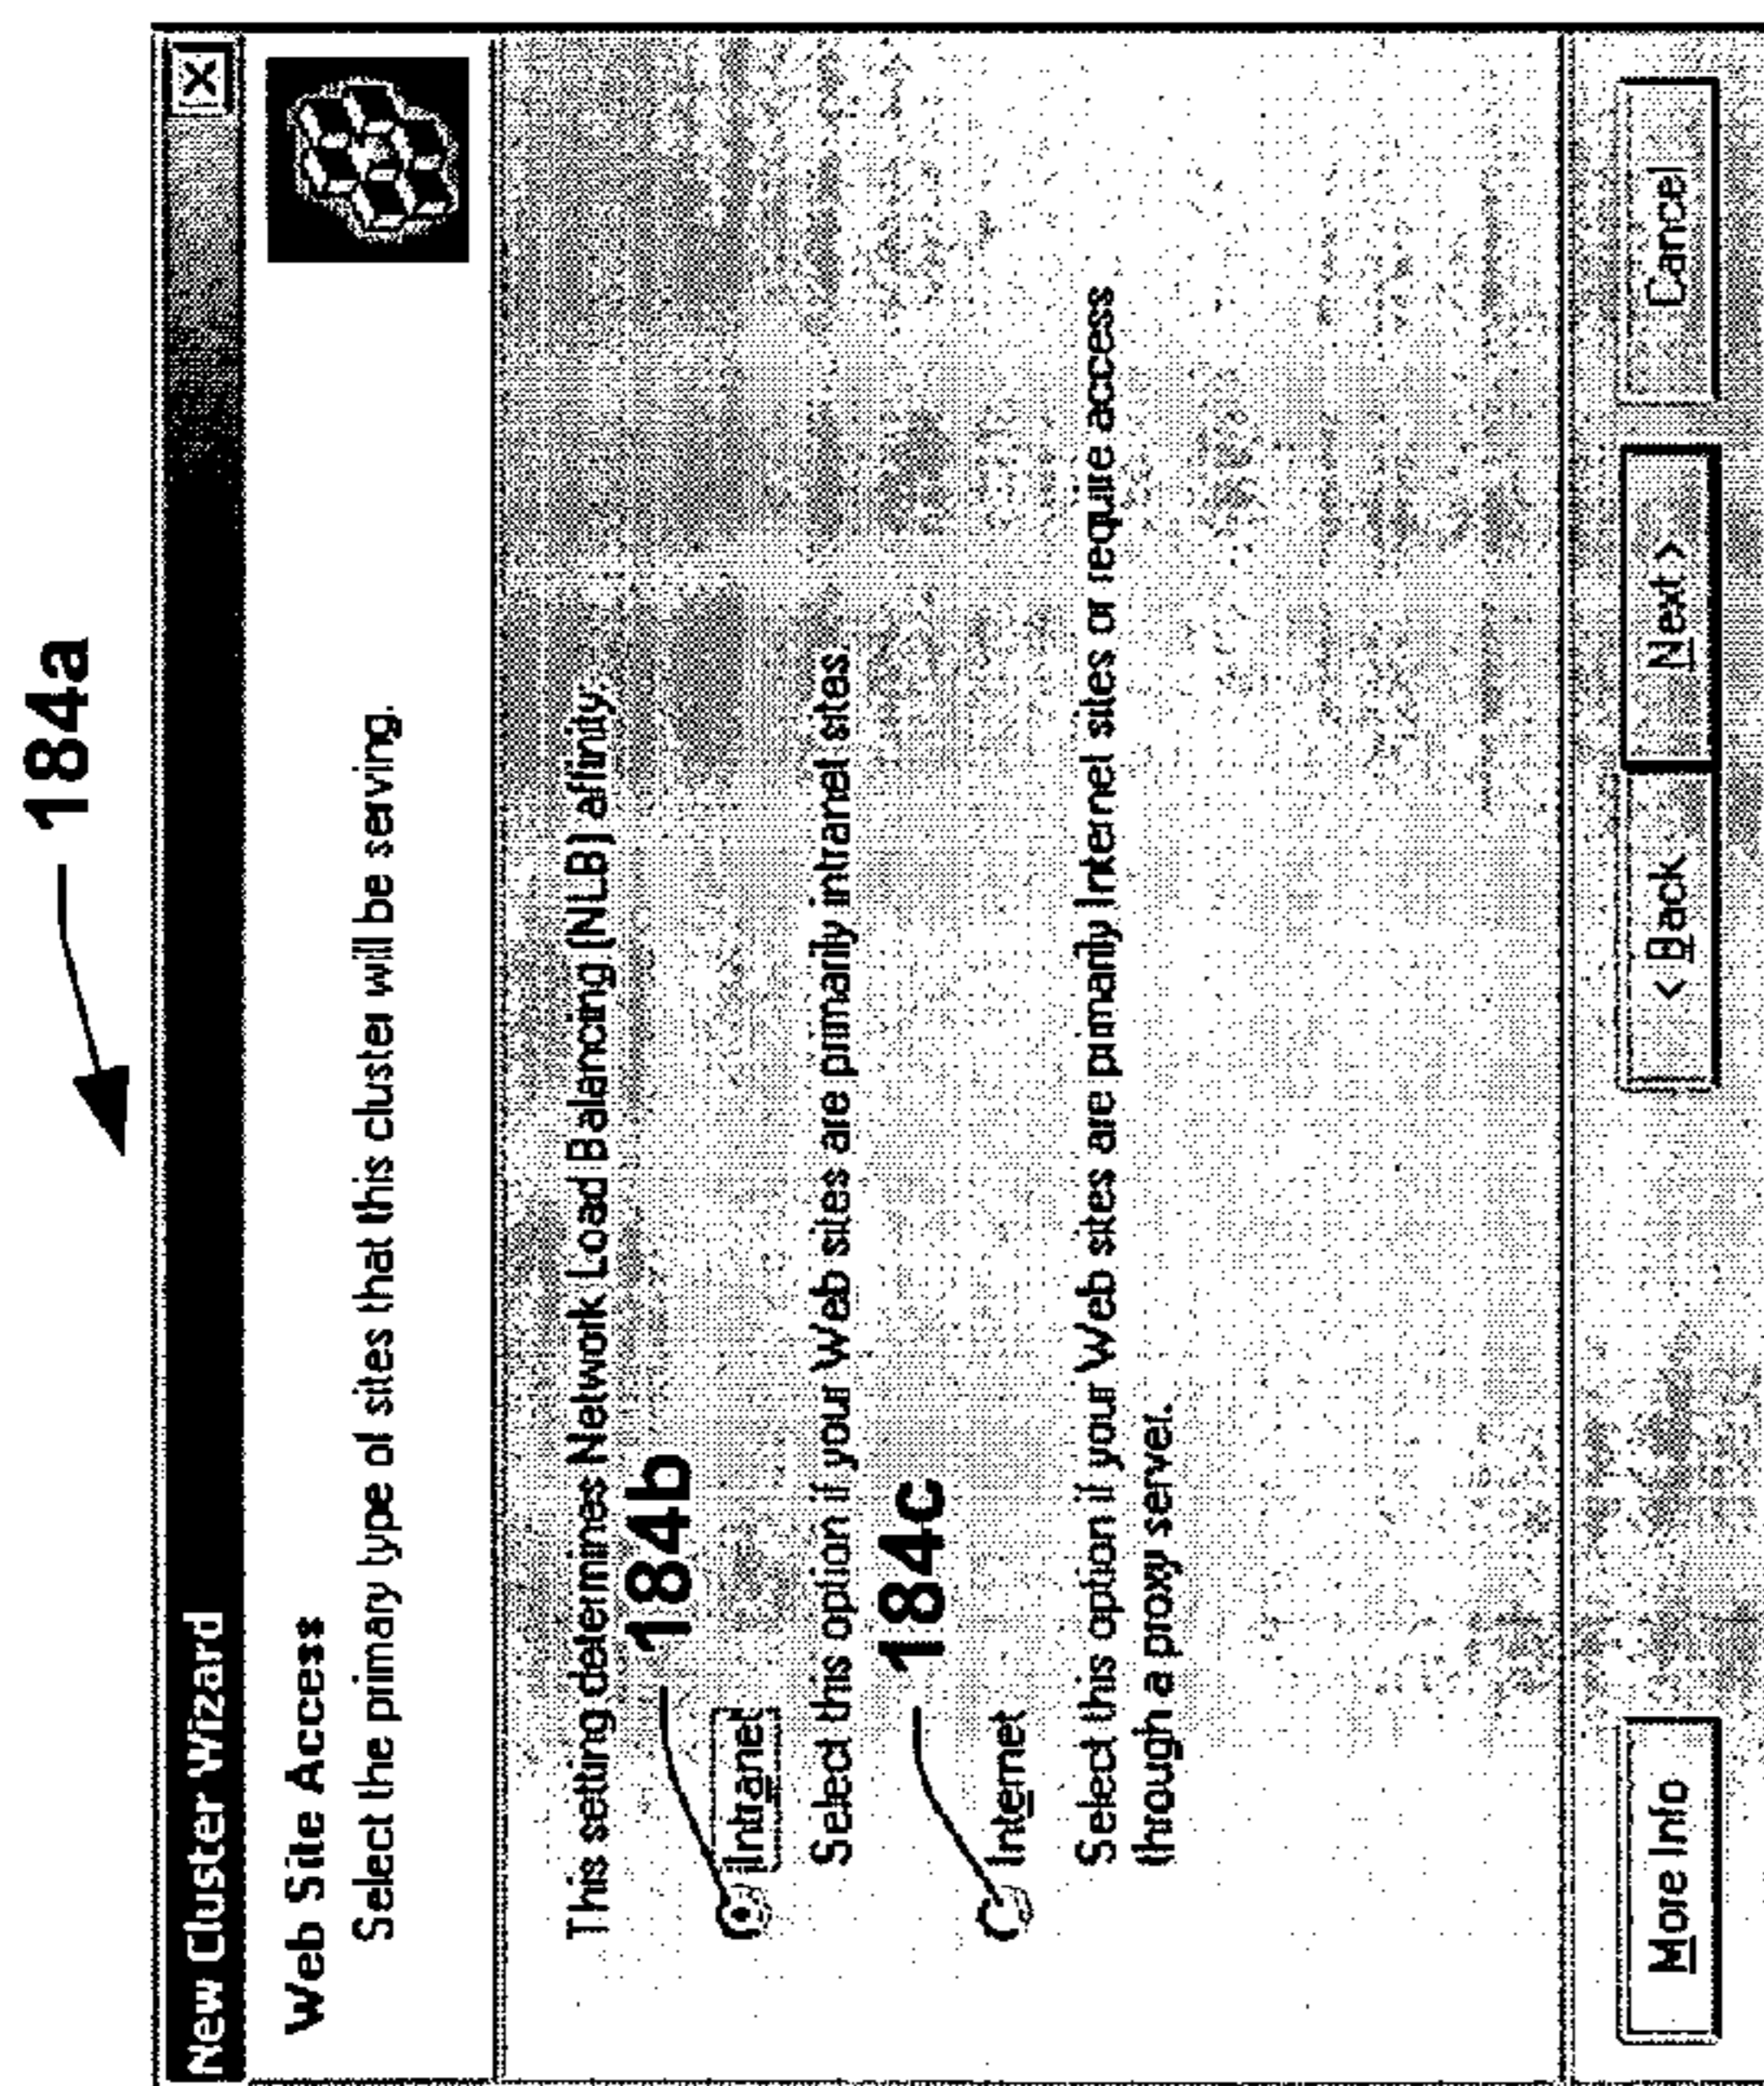 184a
New Cluster Wizard
Web Site Access
Select the primary type of sites that this cluster will be serving.
This setting determines Network Load Balancing (NLB) affinity.
184b
Intranet
Select this option if your Web sites are primarily intranet sites.
184c
Internet
Select this option if your Web sites are primarily Internet sites or require access
through a proxy server.
More Info
< Back
Next >
Cancel